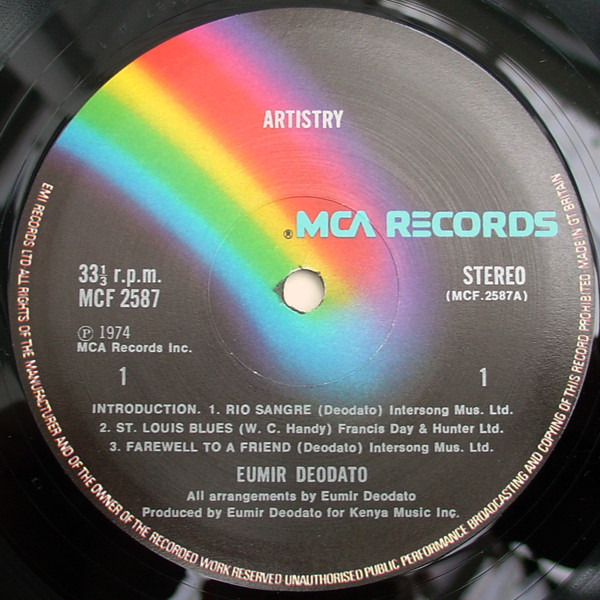 ARTISTRY
® MCA RECORDS
33⅓ r.p.m.
MCF 2587
STEREO
(MCF.2587A)
Ⓟ 1974
MCA Records Inc.
1
1
INTRODUCTION. 1. RIO SANGRE (Deodato) Intersong Mus. Ltd.
2. ST. LOUIS BLUES (W. C. Handy) Francis Day & Hunter Ltd.
3. FAREWELL TO A FRIEND (Deodato) Intersong Mus. Ltd.
EUMIR DEODATO
All arrangements by Eumir Deodato
Produced by Eumir Deodato for Kenya Music Inc.
EMI RECORDS LTD ALL RIGHTS OF THE MANUFACTURER AND OF THE OWNER OF THE RECORDED WORK RESERVED·UNAUTHORISED PUBLIC PERFORMANCE BROADCASTING AND COPYING OF THIS RECORD PROHIBITED MADE IN GT BRITAIN